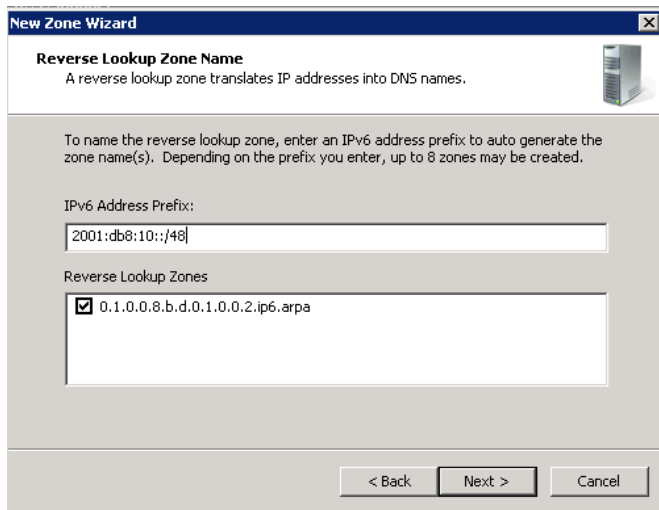 New Zone Wizard
Reverse Lookup Zone Name
A reverse lookup zone translates IP addresses into DNS names.
To name the reverse lookup zone, enter an IPv6 address prefix to auto generate the
zone name(s). Depending on the prefix you enter, up to 8 zones may be created.
IPv6 Address Prefix:
2001:db8:10::/48
Reverse Lookup Zones
0.1.0.0.8.b.d.0.1.0.0.2.ip6.arpa
< Back
Next >
Cancel